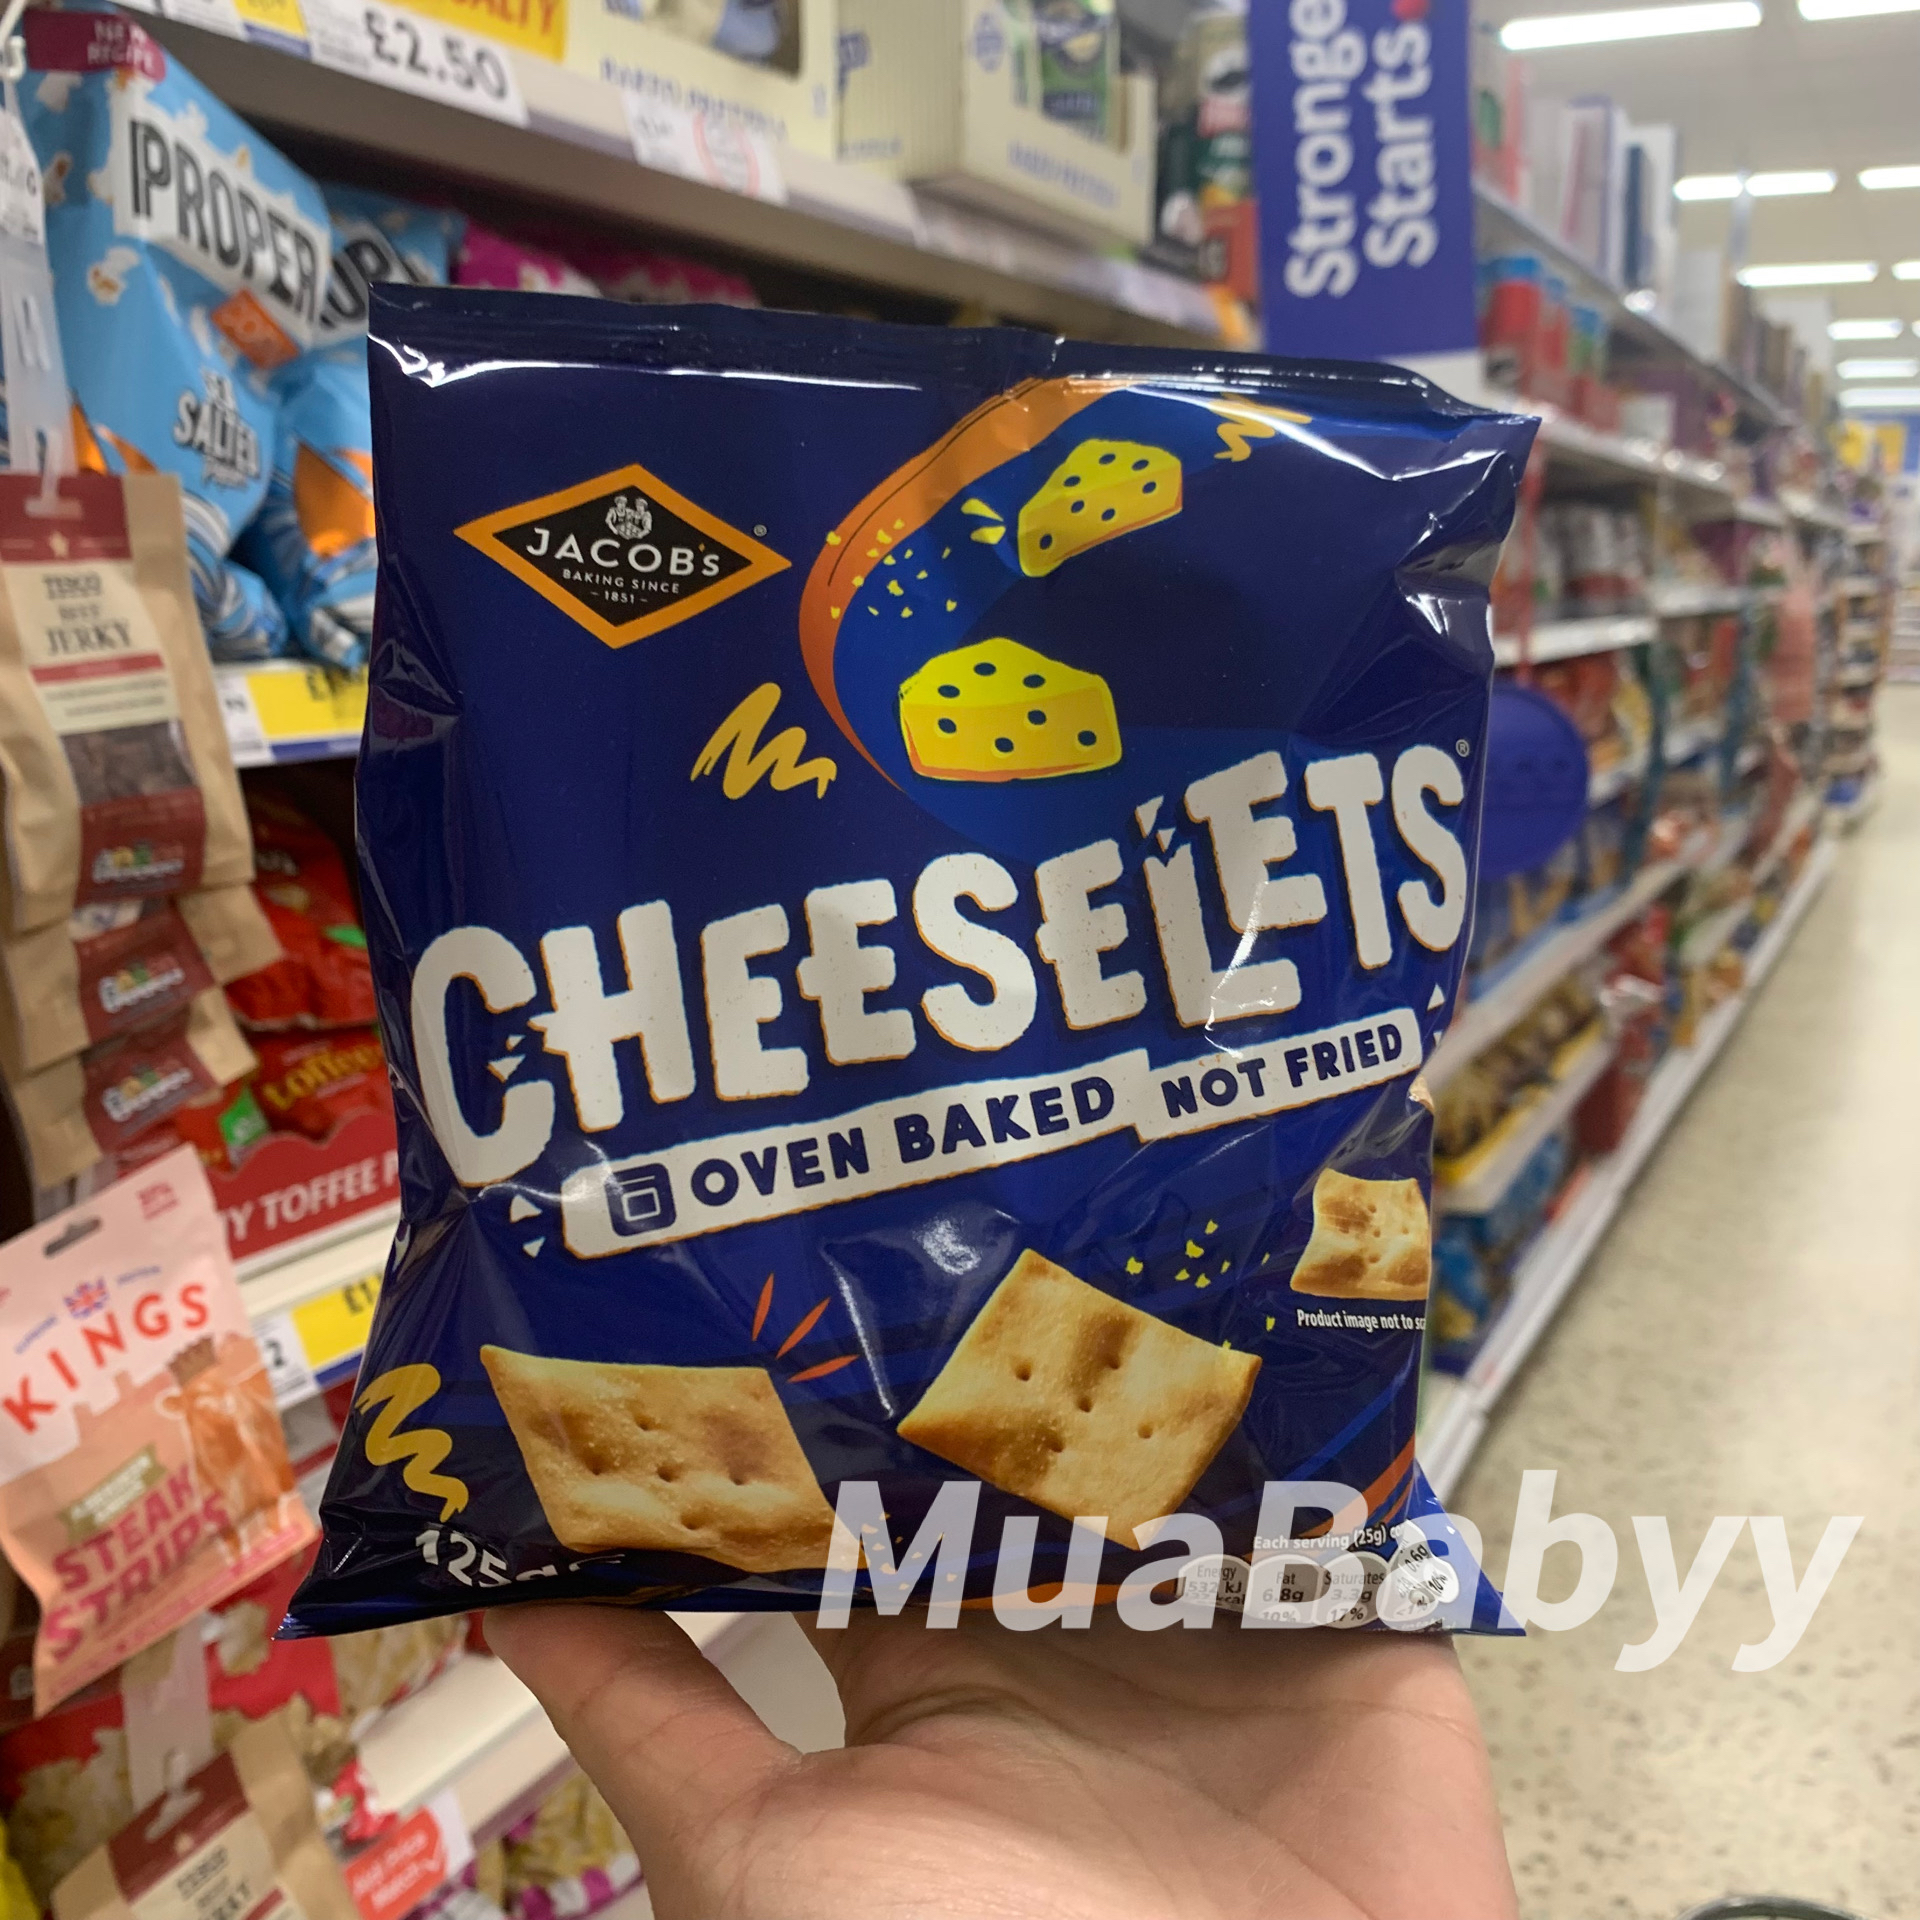 £2.50
Stronger
Starts.
PROPER
SALTED
BEEF
JERKY
JACOB'S
BAKING SINCE
- 1851 -
CHEESELETS®
OVEN BAKED NOT FRIED
Product image not to
TOFFEE
KINGS
STEAK
STRIPS
125g
Each serving (25g)
Energy
Fat
Saturates
532 kJ
6.8g
3.3g
17%
MuaBabyy